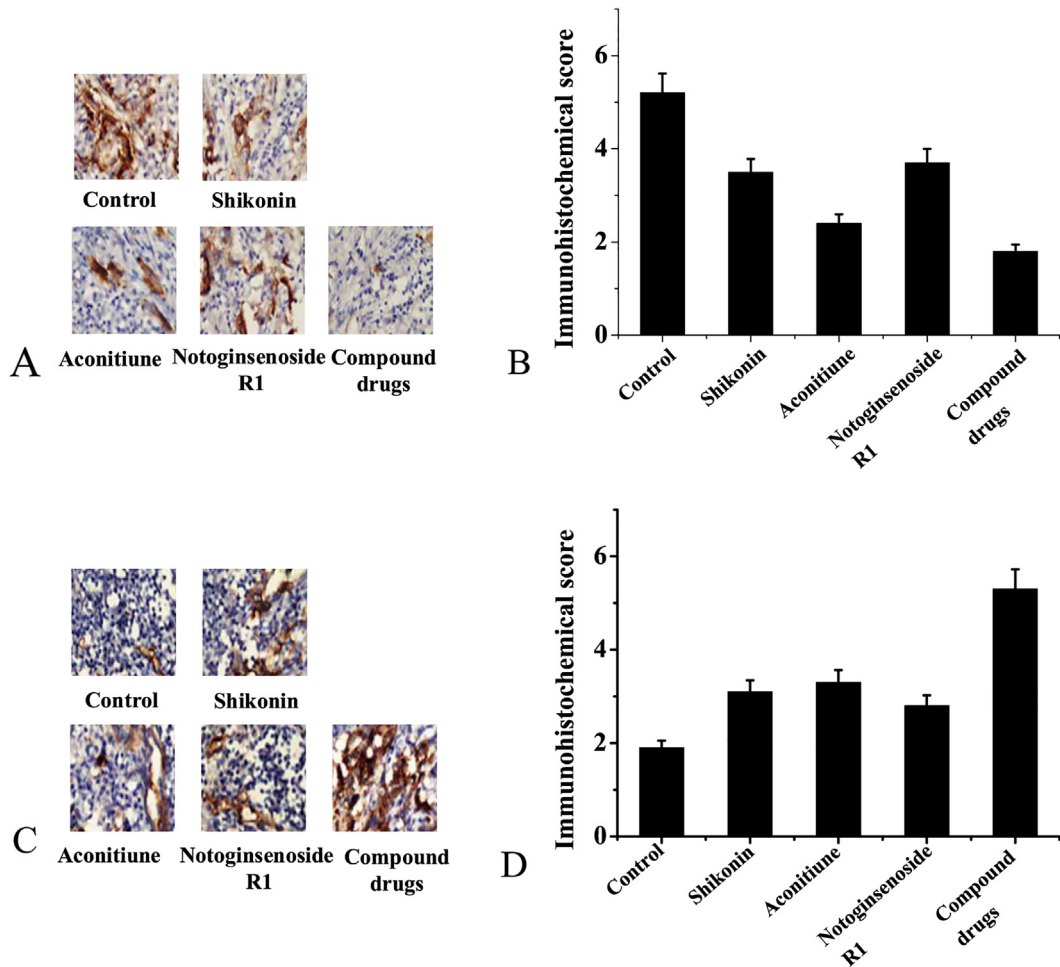 Control
Shikonin
Aconitiune
Notoginsenoside
R1
Compound
drugs
A
Immunohistochemical score
6
4
2
0
Control
Shikonin
Aconitiune
Notoginsenoside
R1
Compound
drugs
B
Control
Shikonin
Aconitiune
Notoginsenoside
R1
Compound
drugs
C
Immunohistochemical score
6
4
2
0
Control
Shikonin
Aconitiune
Notoginsenoside
R1
Compound
drugs
D